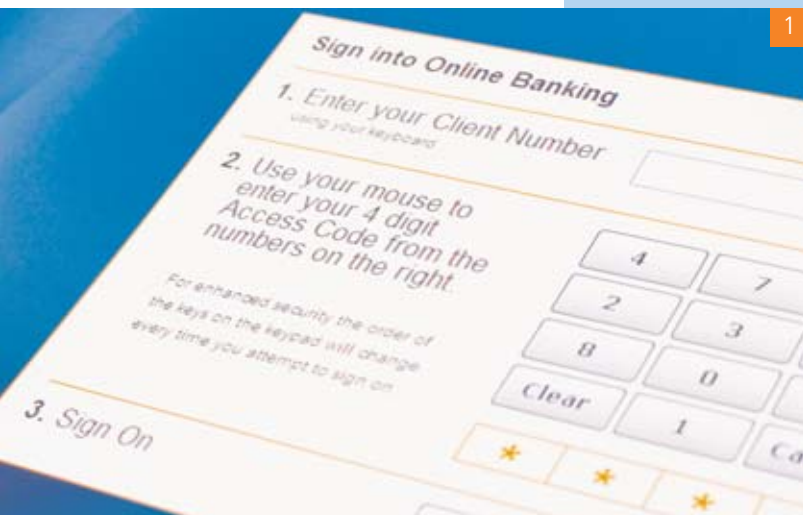 1
Sign into Online Banking
1. Enter your Client Number
using your keyboard
2. Use your mouse to
enter your 4 digit
Access Code from the
numbers on the right.
For enhanced security the order of
the keys on the keypad will change
every time you attempt to sign on
4 7
2 3
8 0
Clear 1 Ca
* * *
3. Sign On